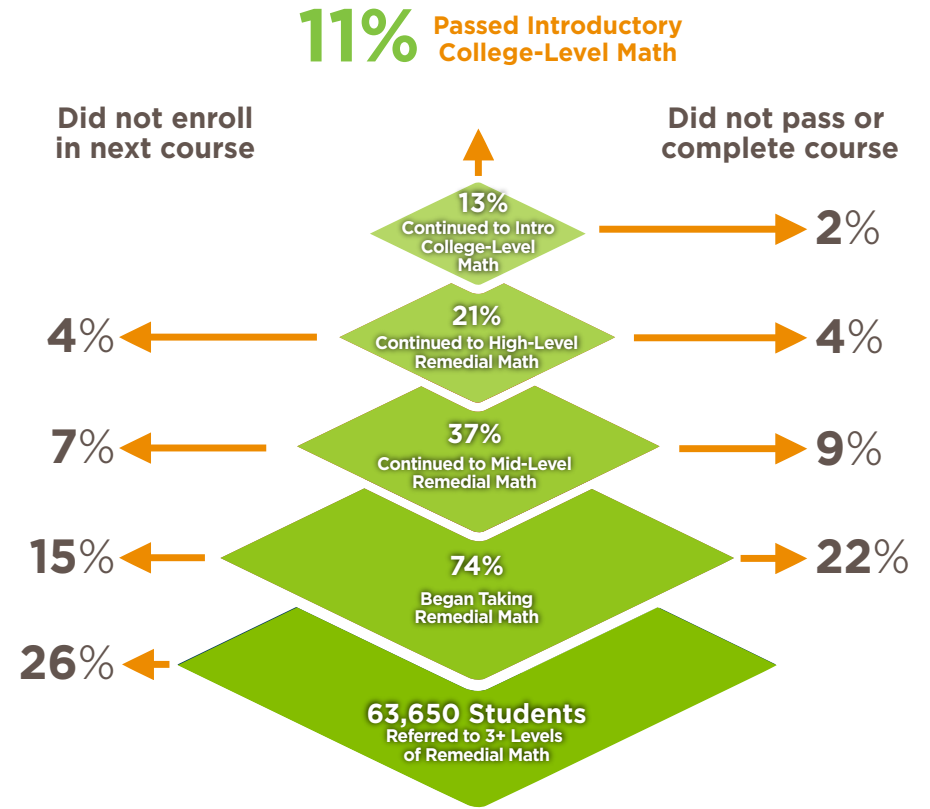 11% Passed Introductory
College-Level Math
Did not enroll
in next course
Did not pass or
complete course
13%
Continued to Intro
College-Level
Math
2%
4%
21%
Continued to High-Level
Remedial Math
4%
7%
37%
Continued to Mid-Level
Remedial Math
9%
15%
74%
Began Taking
Remedial Math
22%
26%
63,650 Students
Referred to 3+ Levels
of Remedial Math